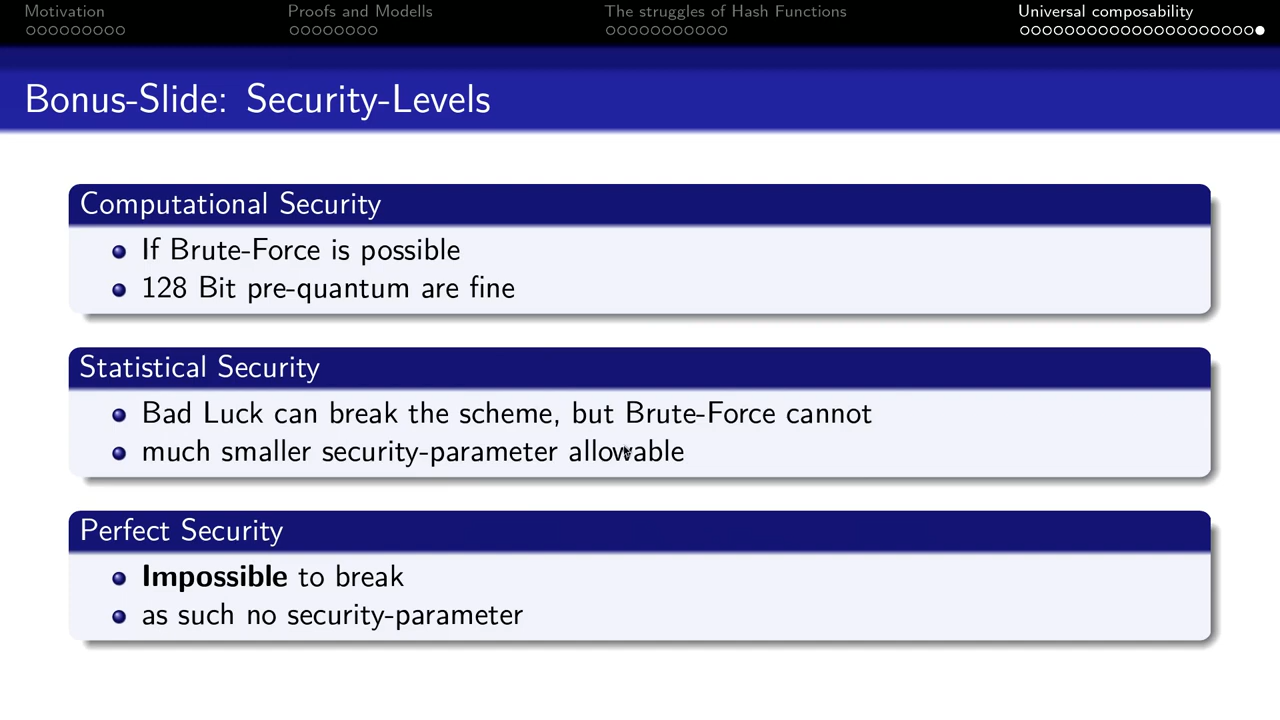 Motivation
Proofs and Modells
The struggles of Hash Functions
Universal composability
Bonus-Slide: Security-Levels
Computational Security
If Brute-Force is possible
128 Bit pre-quantum are fine
Statistical Security
Bad Luck can break the scheme, but Brute-Force cannot
much smaller security-parameter allowable
Perfect Security
Impossible to break
as such no security-parameter